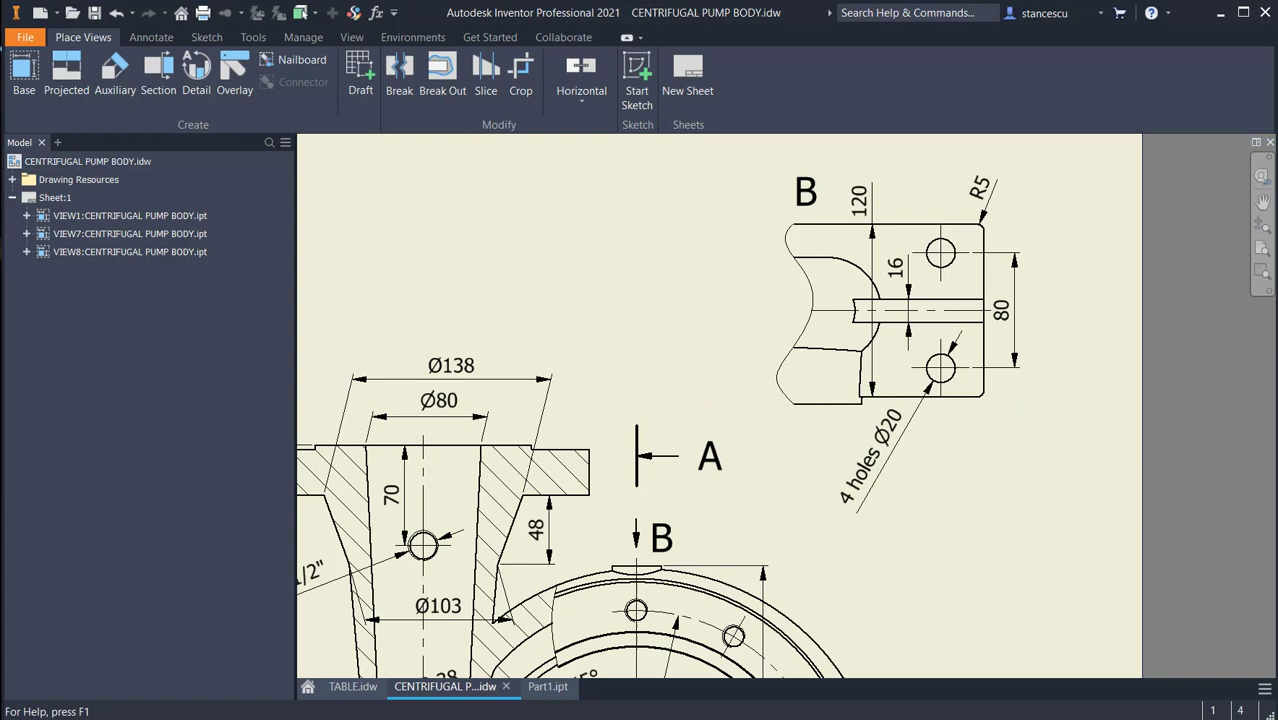 Autodesk Inventor Professional 2021 CENTRIFUGAL PUMP BODY.idw
Search Help & Commands...
stancescu
File Place Views Annotate Sketch Tools Manage View Environments Get Started Collaborate
Base Projected Auxiliary Section Detail Overlay
Nailboard
Connector
Draft
Break Break Out Slice Crop
Horizontal
Start
Sketch
New Sheet
Create Modify Sketch Sheets
Model
CENTRIFUGAL PUMP BODY.idw
Drawing Resources
Sheet:1
VIEW1:CENTRIFUGAL PUMP BODY.ipt
VIEW7:CENTRIFUGAL PUMP BODY.ipt
VIEW8:CENTRIFUGAL PUMP BODY.ipt
B
120
R5
16
80
4 holes Ø20
Ø138
Ø80
A
70
48
B
1/2"
Ø103
TABLE.idw CENTRIFUGAL P...idw Part1.ipt
For Help, press F1
1 4